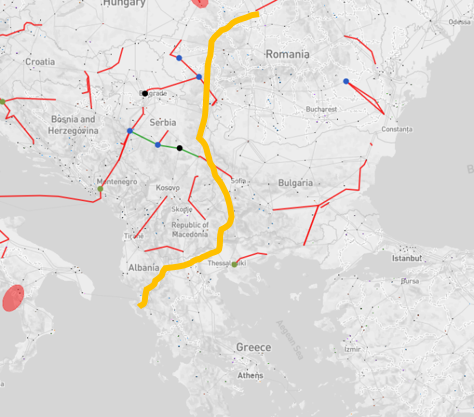 Hungary
Odusa
Croatia
Romania
Belgrade
Bosnia and
Herzegovina
Serbia
Bucharest
Constanta
Montenegro
Kosovo
Sofia
Bulgaria
Skopje
Republic of
Macedonia
Tirana
Albania
Thessaloniki
Istanbul
Bursa
Aegean Sea
Izmir
Greece
Athens